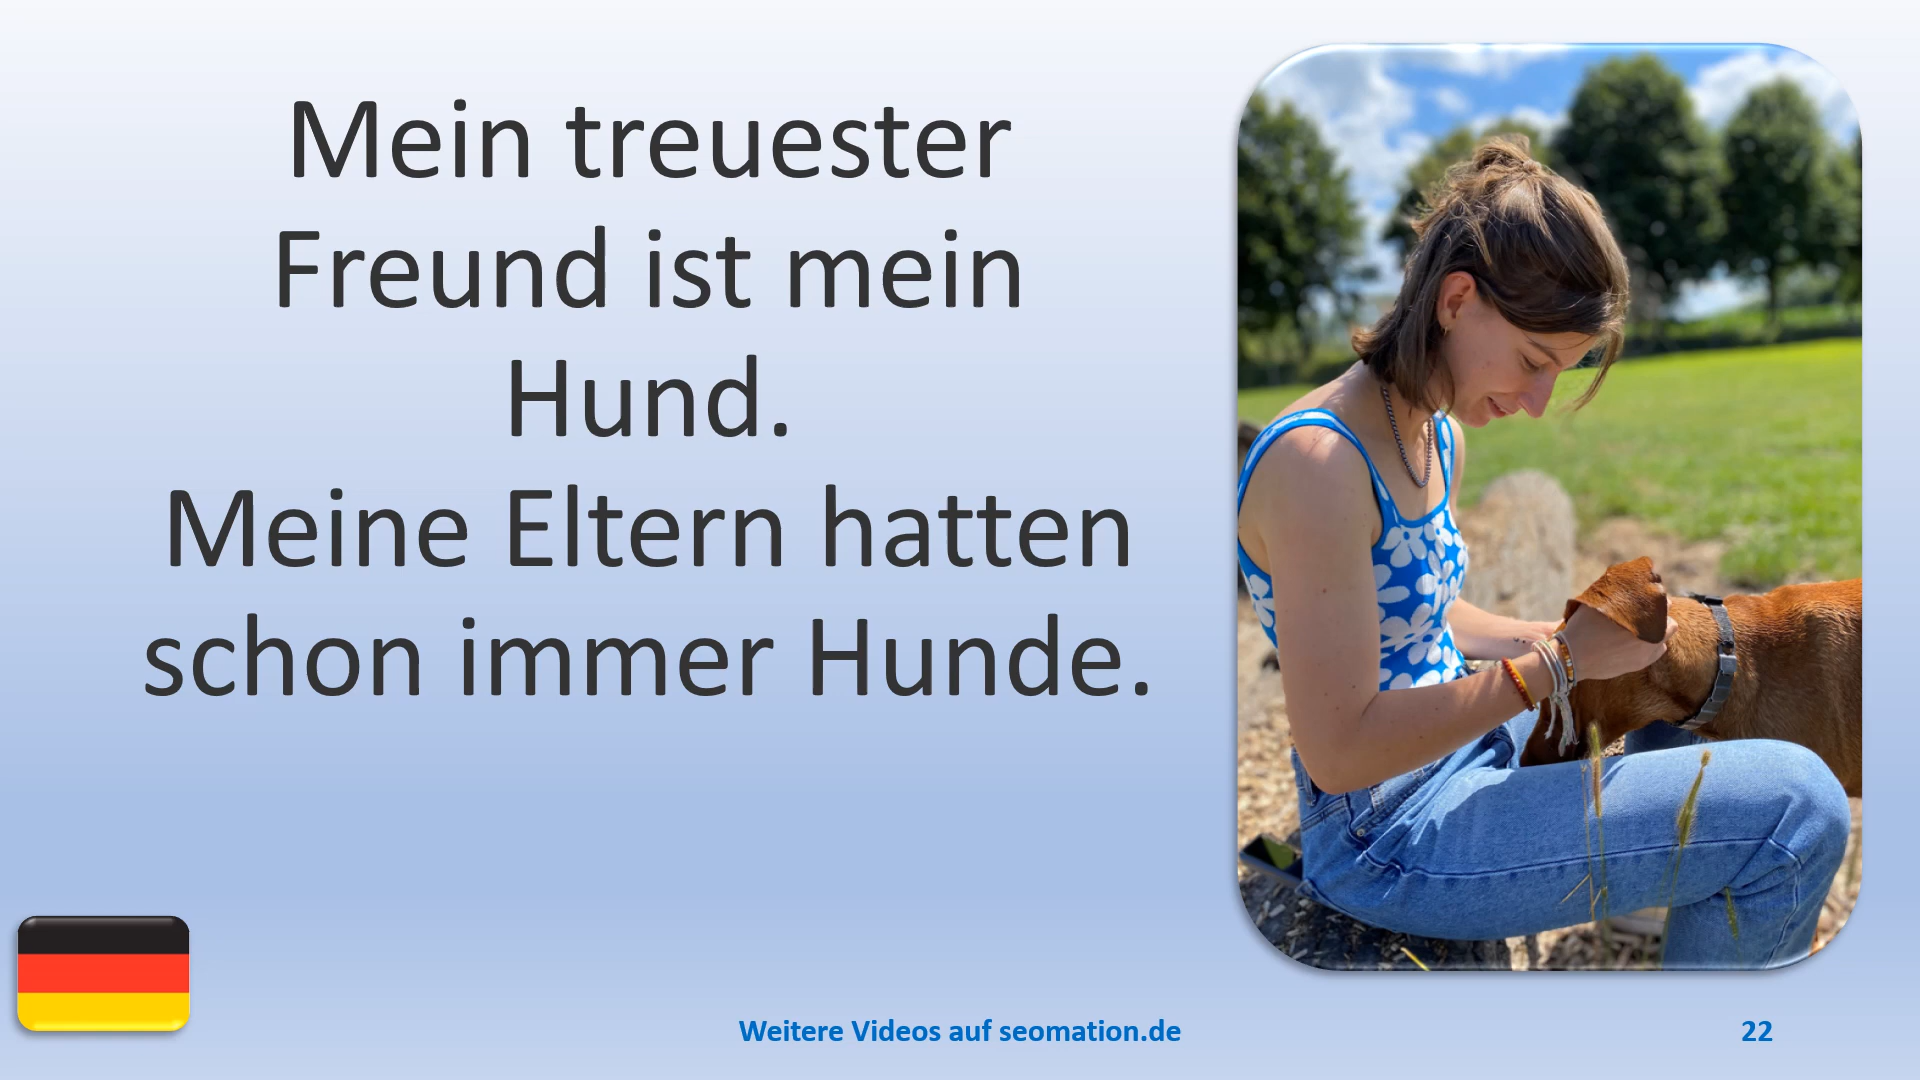 Mein treuester
Freund ist mein
Hund.
Meine Eltern hatten
schon immer Hunde.
Weitere Videos auf seomation.de
22